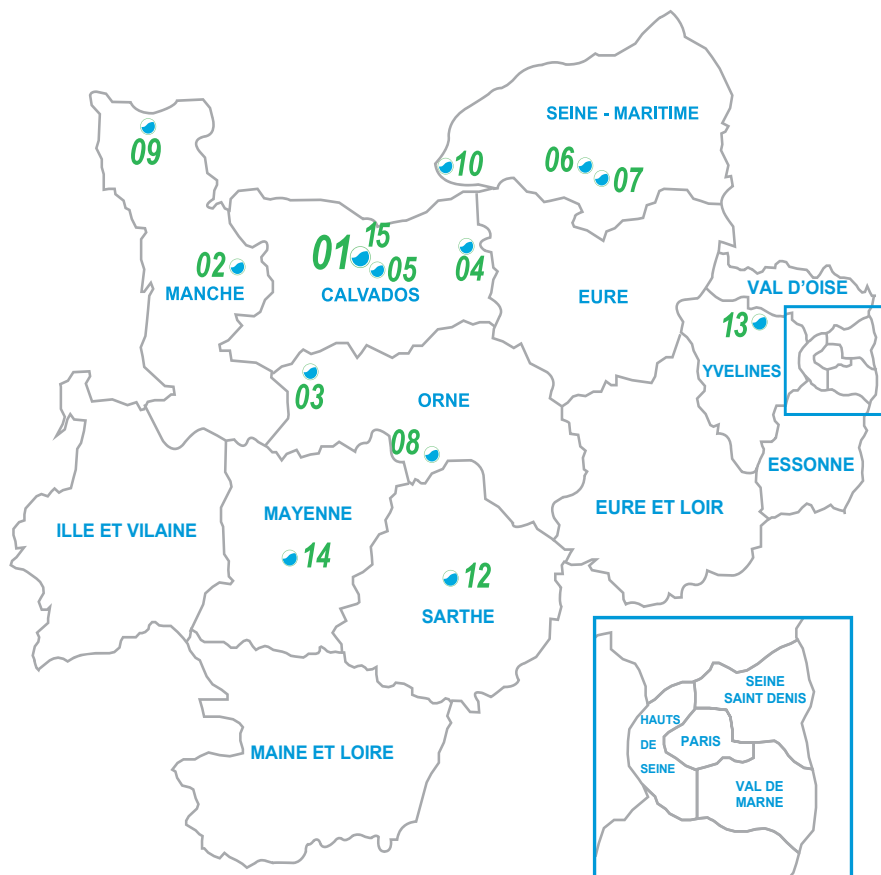 SEINE - MARITIME
09
10
06
07
02
MANCHE
01
15
05
04
CALVADOS
EURE
VAL D'OISE
13
YVELINES
03
ORNE
08
ESSONNE
EURE ET LOIR
MAYENNE
ILLE ET VILAINE
14
12
SARTHE
MAINE ET LOIRE
SEINE
SAINT DENIS
HAUTS
DE
SEINE
PARIS
VAL DE
MARNE